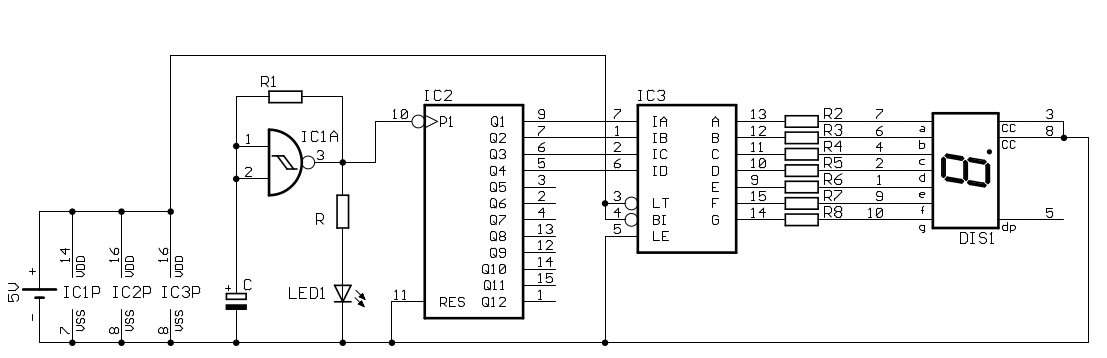 R1
IC1A
1
2
3
R
LED1
C
+
5V
+
-
14 VDD
16 VDD
16 VDD
IC1P IC2P IC3P
7 VSS
8 VSS
8 VSS
IC2
10 P1
Q1 9
Q2 7
Q3 6
Q4 5
Q5 3
Q6 2
Q7 4
Q8 13
Q9 12
Q10 14
Q11 15
11 RES Q12 1
IC3
7 IA A 13
1 IB B 12
2 IC C 11
6 ID D 10
E 9
3 LT F 15
4 BI G 14
5 LE
R2 7 a
R3 6 b
R4 4 c
R5 2 d
R6 1 e
R7 9 f
R8 10 g
CC 3
CC 8
dp 5
8.
DIS1